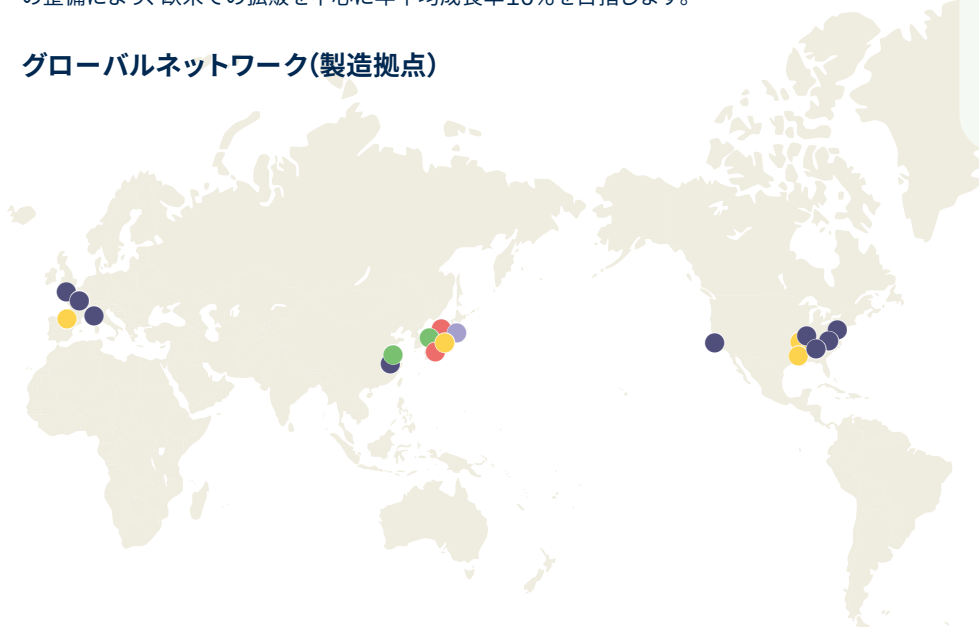 の整備により、欧米での拡販を中心に年平均成長率10%を目指します。
グローバルネットワーク(製造拠点)